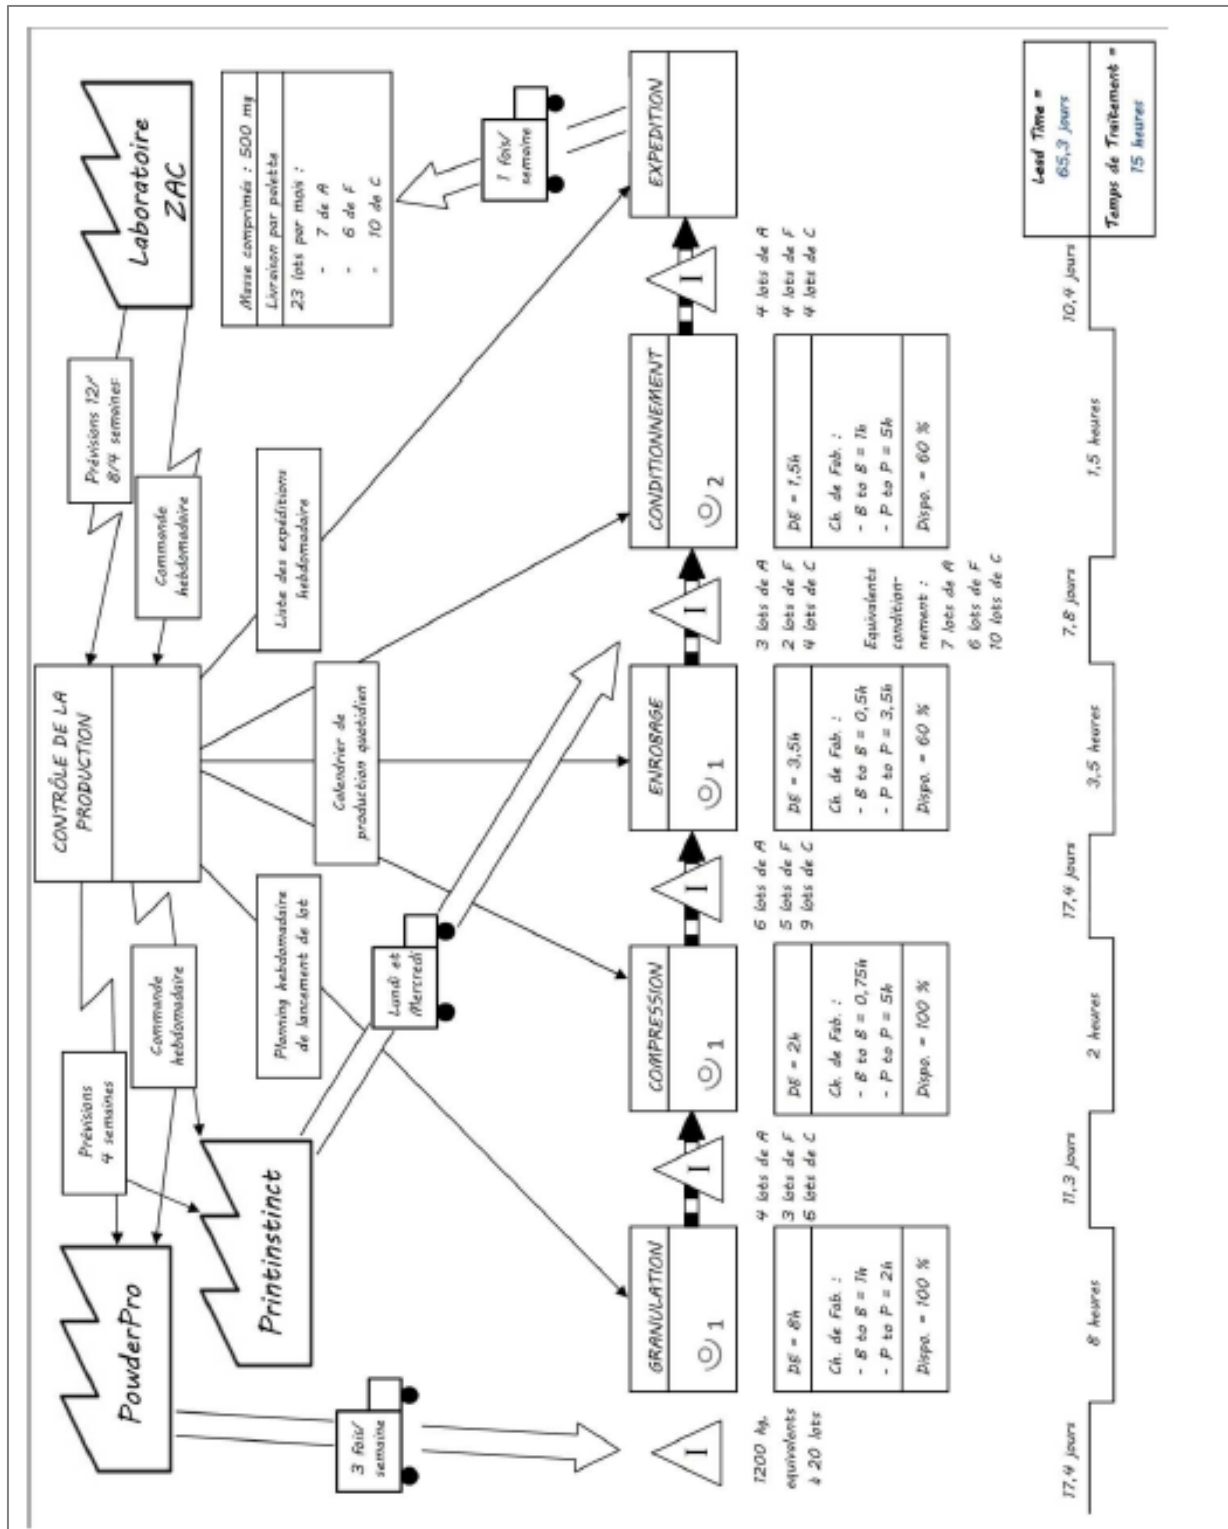 PowderPro
Printinstinct
Prévisions
4 semaines
Commande
hebdomadaire
CONTRÔLE DE LA
PRODUCTION
Prévisions 12/
8/4 semaines
Commande
hebdomadaire
Laboratoire
ZAC
Masse comprimés : 500 mg
Livraison par palette
23 lots par mois :
- 7 de A
- 6 de F
- 10 de C
3 fois/
semaine
Planning hebdomadaire
de lancement de lot
Lundi et
Mercredi
Calendrier de
production quotidien
Liste des expéditions
hebdomadaire
1 fois/
semaine
I
1200 kg,
equivalents
à 20 lots
GRANULATION
1
DE = 8h
Ch. de Fab. :
- B to B = 1h
- P to P = 2h
Dispo. = 100 %
I
4 lots de A
3 lots de F
6 lots de C
COMPRESSION
1
DE = 2h
Ch. de Fab. :
- B to B = 0,75h
- P to P = 5h
Dispo. = 100 %
I
6 lots de A
5 lots de F
9 lots de C
ENROBAGE
1
DE = 3,5h
Ch. de Fab. :
- B to B = 0,5h
- P to P = 3,5h
Dispo. = 60 %
I
3 lots de A
2 lots de F
4 lots de C
Equivalents
condition-
nement :
7 lots de A
6 lots de F
10 lots de C
CONDITIONNEMENT
2
DE = 1,5h
Ch. de Fab. :
- B to B = 1h
- P to P = 5h
Dispo. = 60 %
I
4 lots de A
4 lots de F
4 lots de C
EXPEDITION
17,4 jours
8 heures
11,3 jours
2 heures
17,4 jours
3,5 heures
7,8 jours
1,5 heures
10,4 jours
Lead Time =
65,3 jours
Temps de Traitement =
15 heures